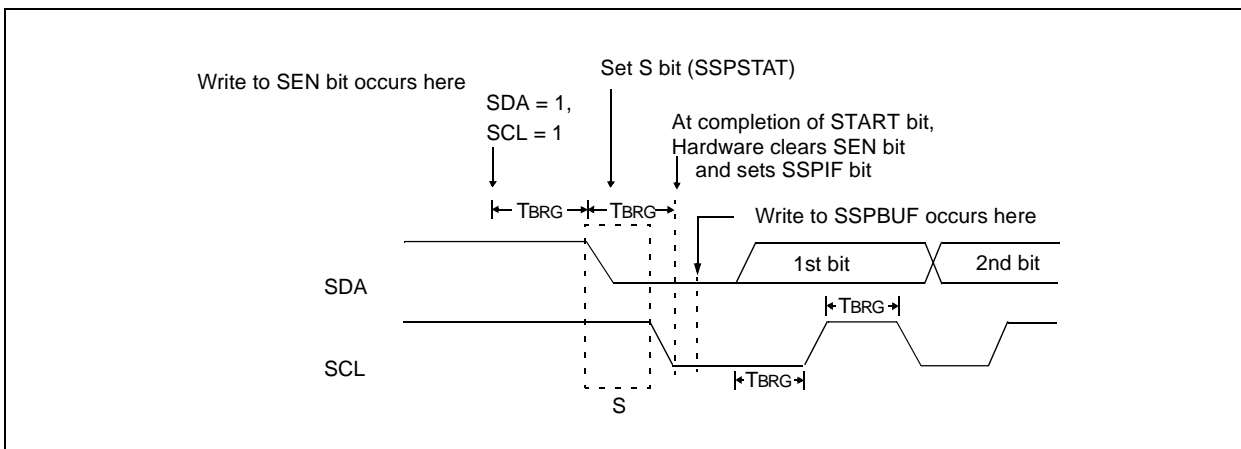 Write to SEN bit occurs here
Set S bit (SSPSTAT)
SDA = 1,
SCL = 1
At completion of START bit,
Hardware clears SEN bit
and sets SSPIF bit
TBRG
TBRG
Write to SSPBUF occurs here
SDA
1st bit
2nd bit
TBRG
SCL
TBRG
S